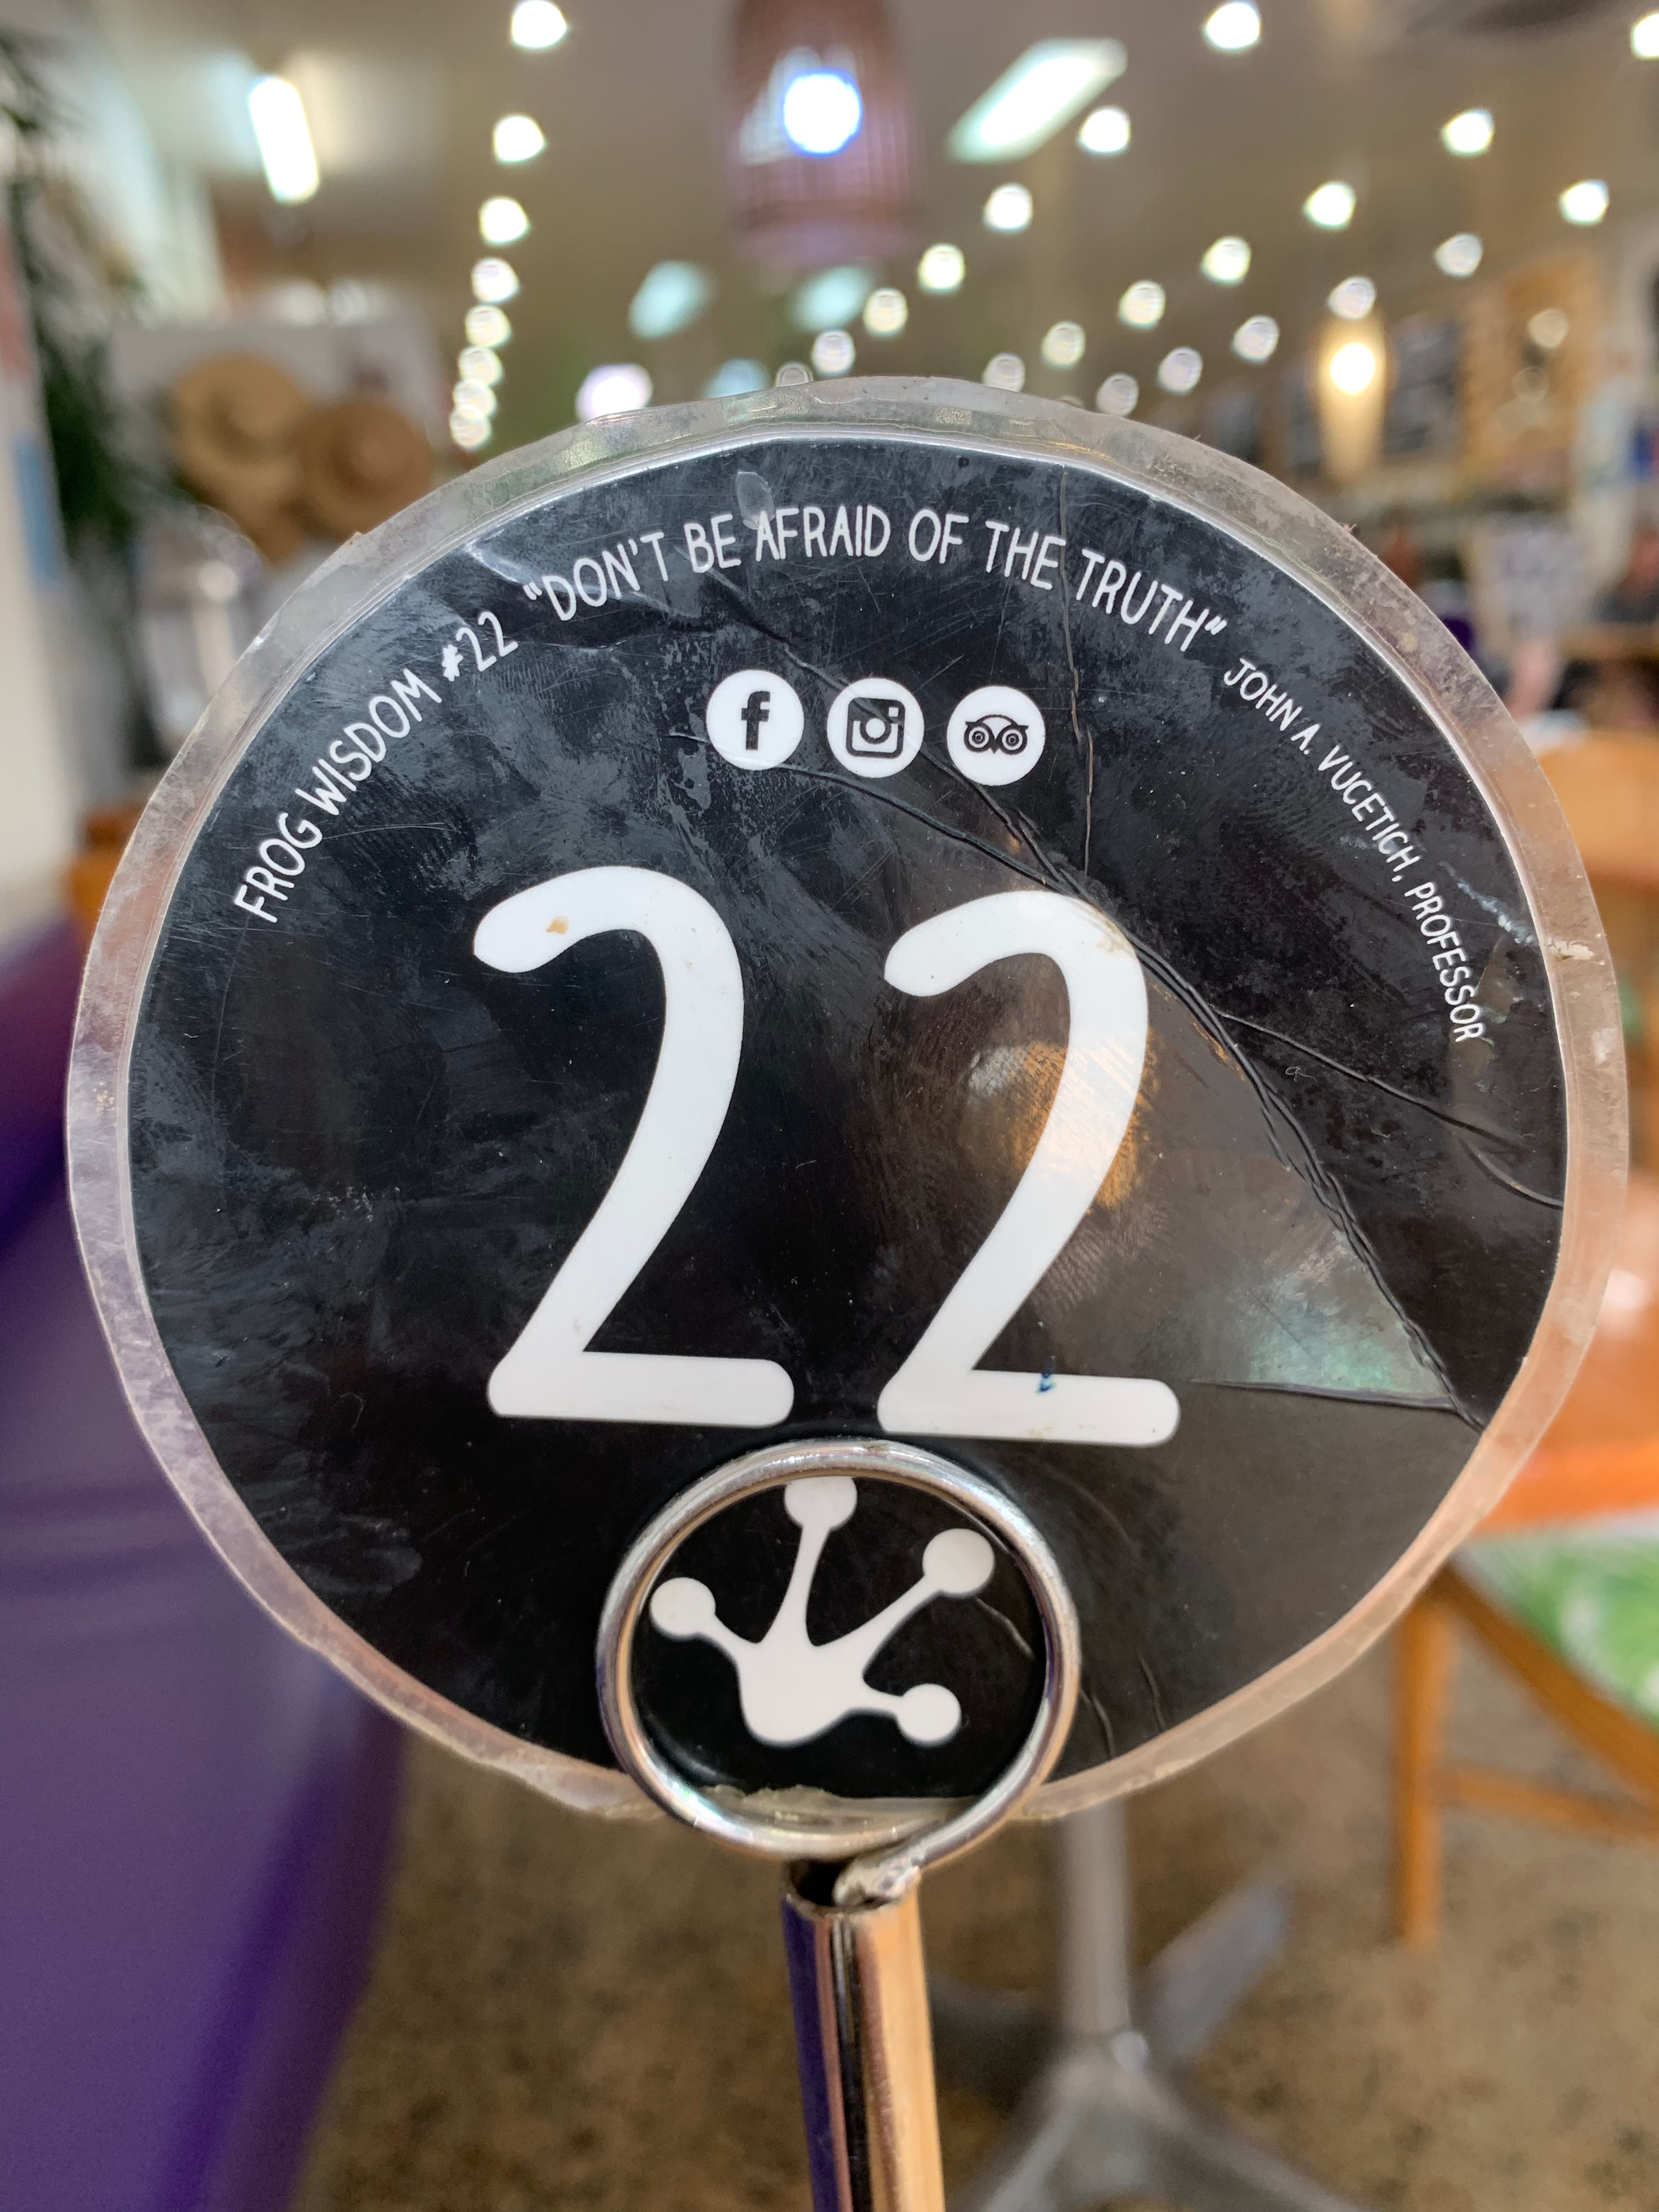 FROG WISDOM #22 "DON'T BE AFRAID OF THE TRUTH" JOHN A. VUCETICH, PROFESSOR
22